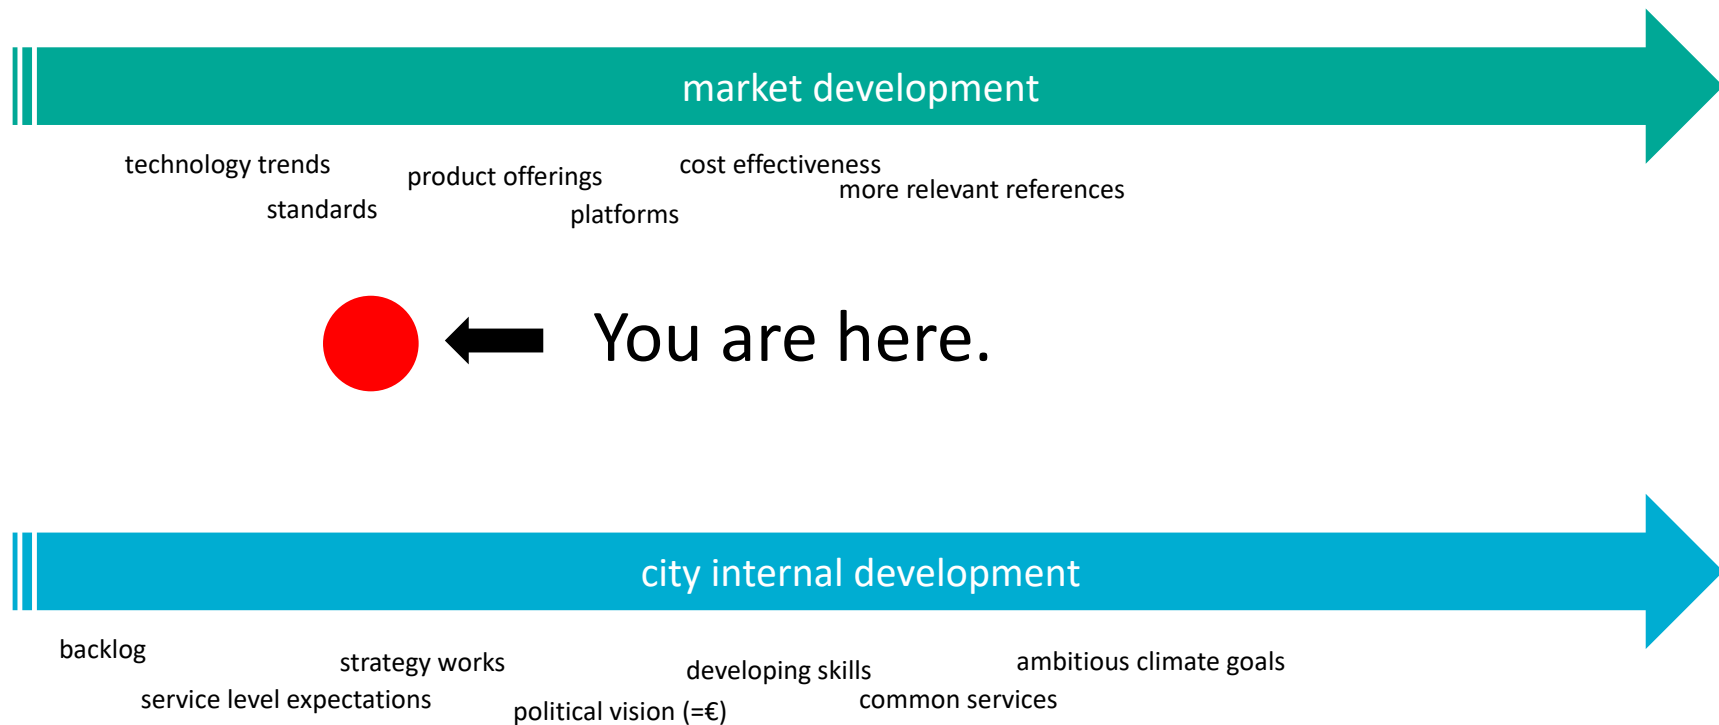 market development
technology trends
product offerings
cost effectiveness
more relevant references
standards
platforms
You are here.
city internal development
backlog
strategy works
developing skills
ambitious climate goals
service level expectations
political vision (=€)
common services